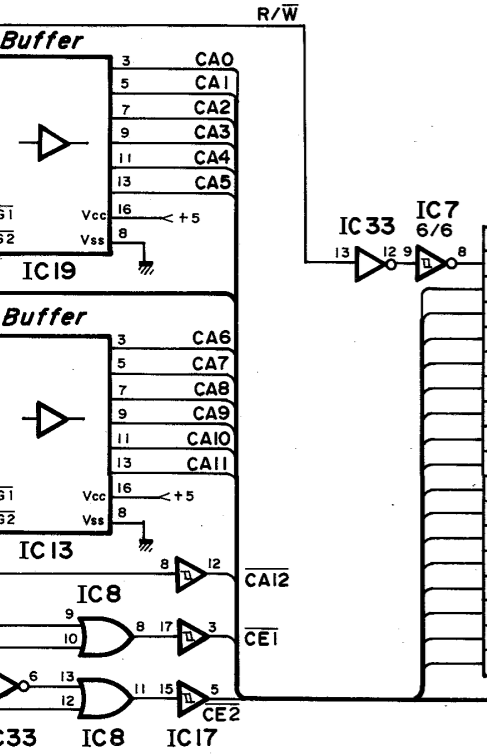 R/W
Buffer
3 CA0
5 CA1
7 CA2
9 CA3
11 CA4
13 CA5
G1 Vcc 16 +5
G2 Vss 8
IC19
IC33 IC7
6/6
13 12 9 8
Buffer
3 CA6
5 CA7
7 CA8
9 CA9
11 CA10
13 CA11
G1 Vcc 16 +5
G2 Vss 8
IC13
8 12 CA12
IC8
9
10
8 17 3 CE1
6 13
12
11 15 5
CE2
C33 IC8 IC17